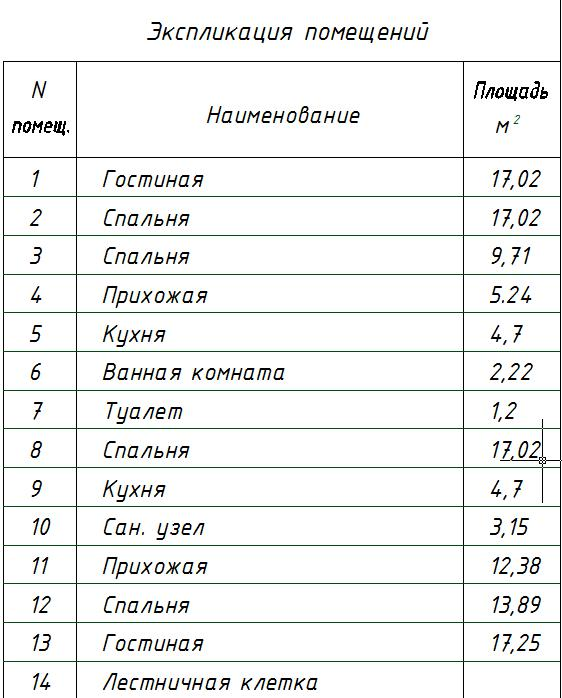 Экспликация помещений
N помещ. Наименование Площадь м²
1 Гостиная 17,02
2 Спальня 17,02
3 Спальня 9,71
4 Прихожая 5.24
5 Кухня 4,7
6 Ванная комната 2,22
7 Туалет 1,2
8 Спальня 17,02
9 Кухня 4,7
10 Сан. узел 3,15
11 Прихожая 12,38
12 Спальня 13,89
13 Гостиная 17,25
14 Лестничная клетка